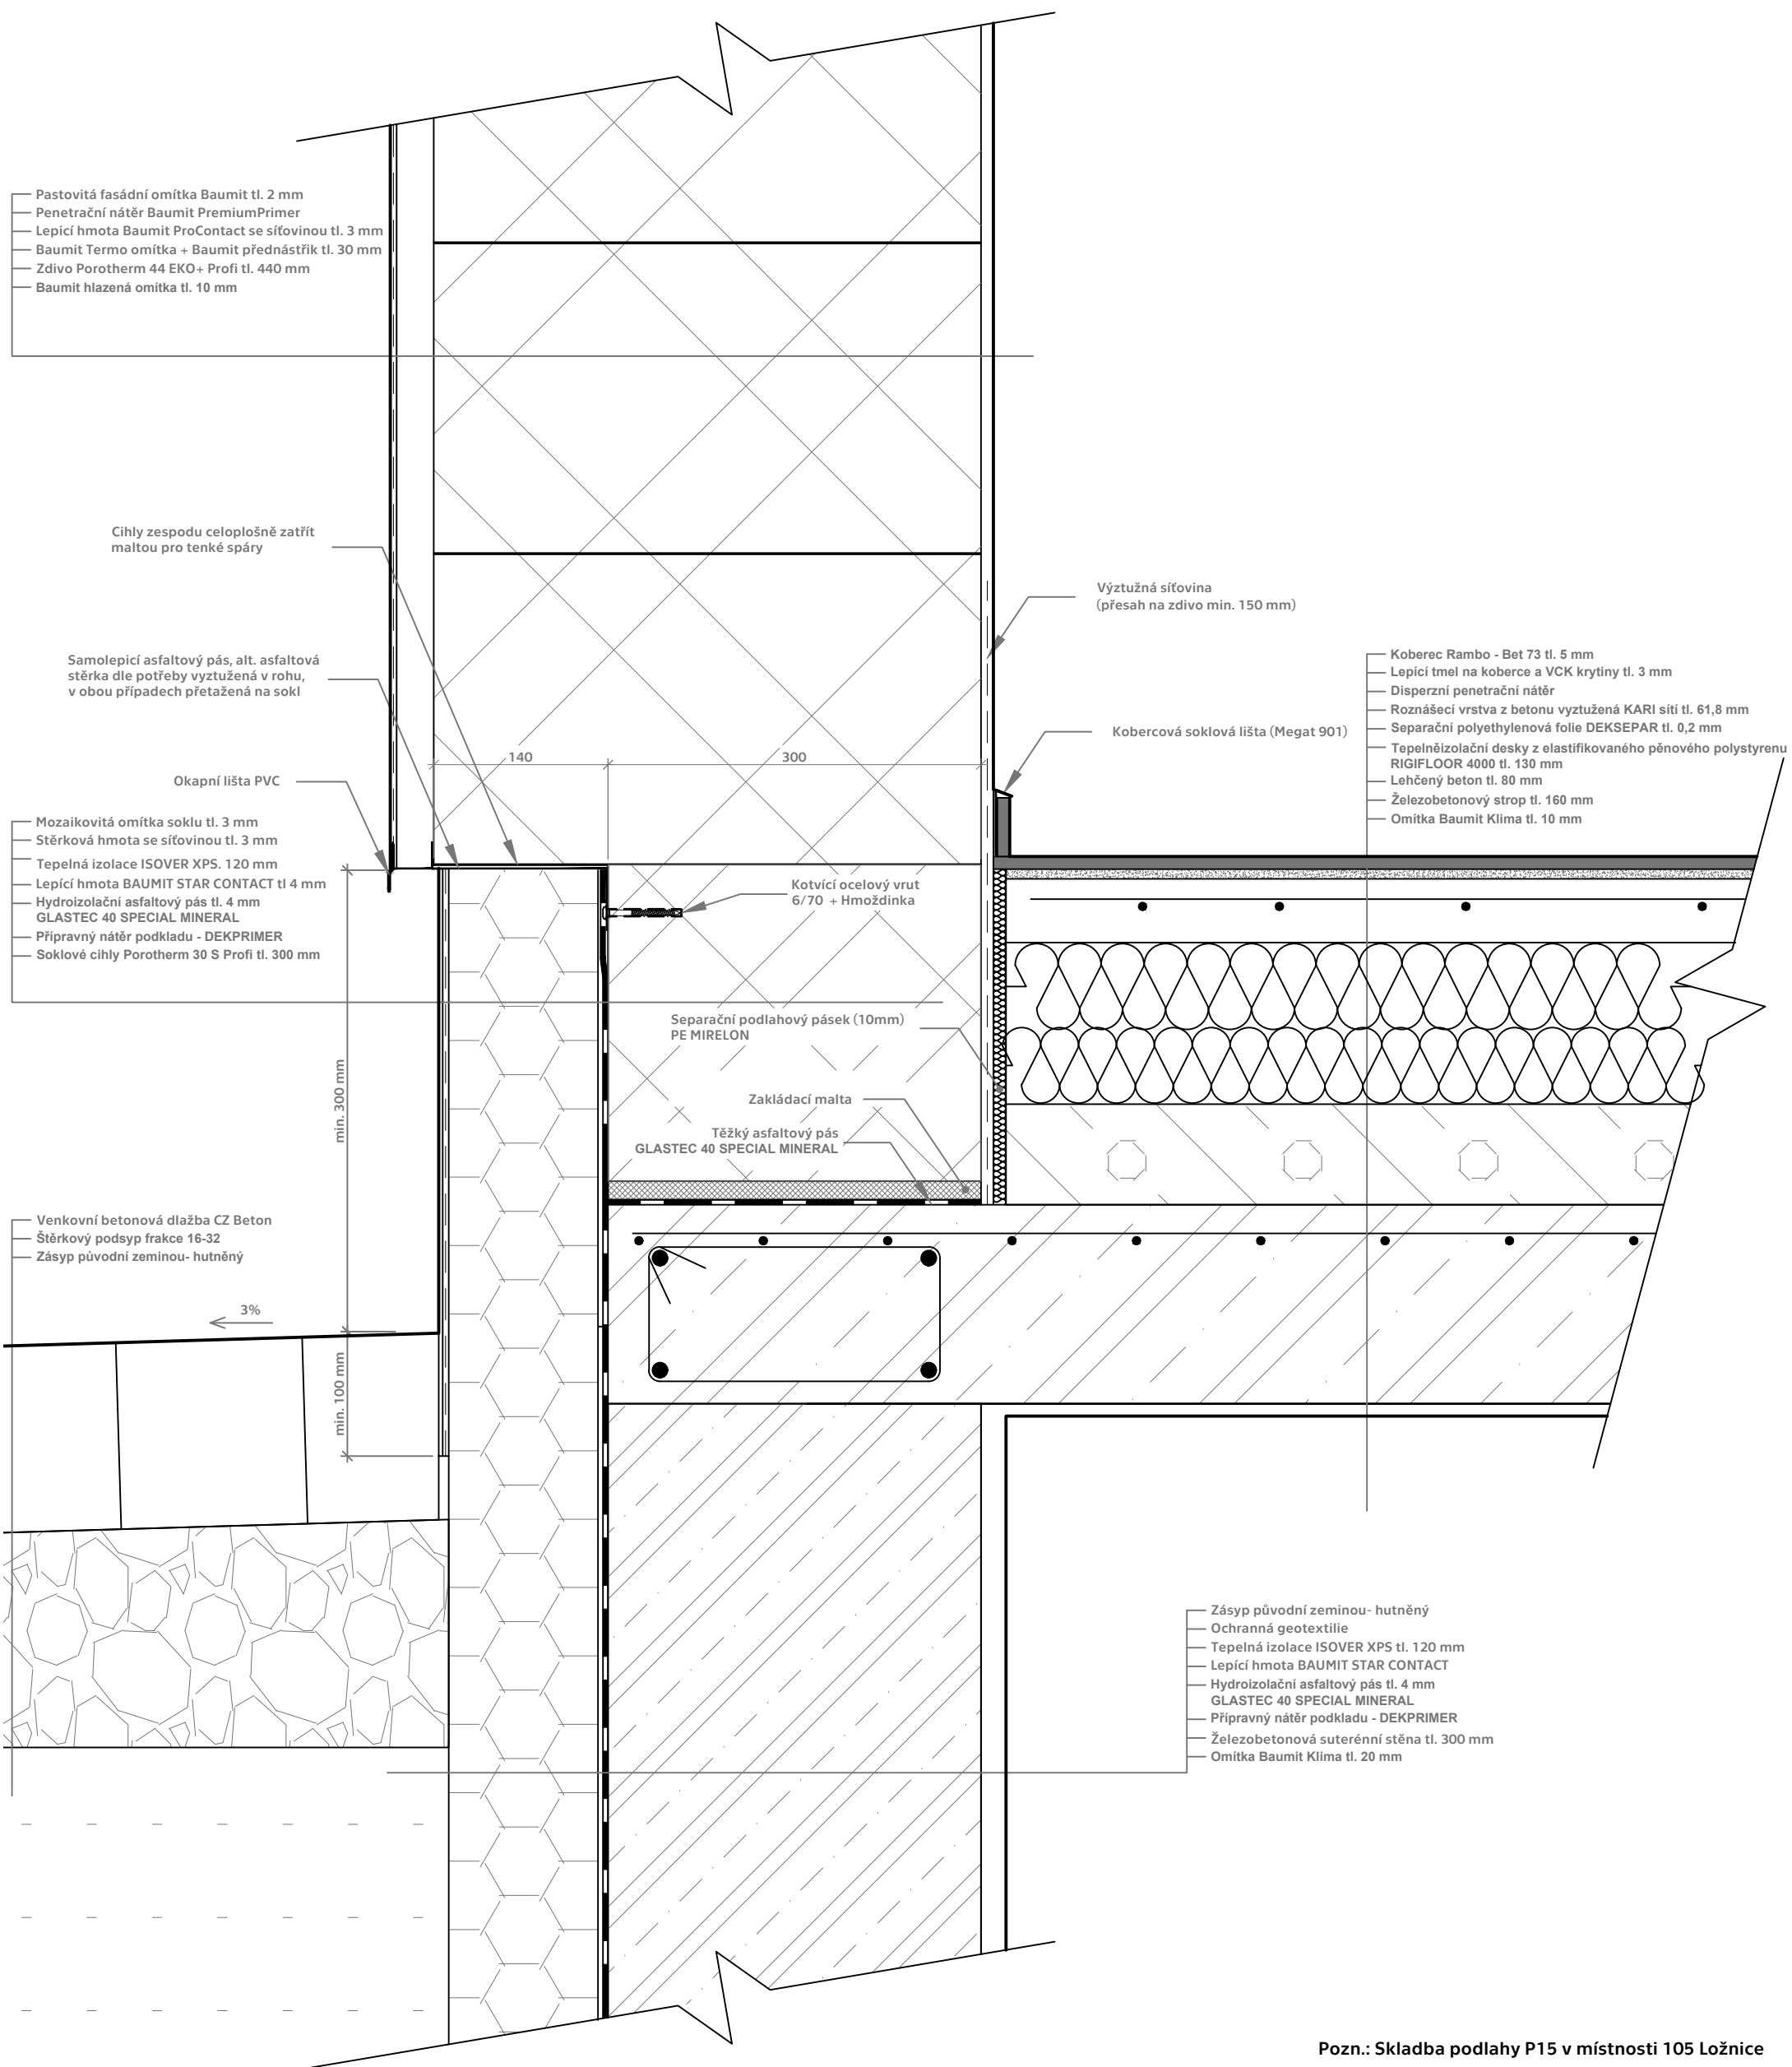 Pastovitá fasádní omítka Baumit tl. 2 mm
Penetrační nátěr Baumit PremiumPrimer
Lepicí hmota Baumit ProContact se síťovinou tl. 3 mm
Baumit Termo omítka + Baumit přednástřik tl. 30 mm
Zdivo Porotherm 44 EKO+ Profi tl. 440 mm
Baumit hlazená omítka tl. 10 mm
Cihly zespodu celoplošně zatřít
maltou pro tenké spáry
Samolepicí asfaltový pás, alt. asfaltová
stěrka dle potřeby vyztužená v rohu,
v obou případech přetažená na sokl
Okapní lišta PVC
Mozaikovitá omítka soklu tl. 3 mm
Stěrková hmota se síťovinou tl. 3 mm
Tepelná izolace ISOVER XPS. 120 mm
Lepící hmota BAUMIT STAR CONTACT tl 4 mm
Hydroizolační asfaltový pás tl. 4 mm
GLASTEC 40 SPECIAL MINERAL
Přípravný nátěr podkladu - DEKPRIMER
Soklové cihly Porotherm 30 S Profi tl. 300 mm
140
300
Výztužná síťovina
(přesah na zdivo min. 150 mm)
Kobercová soklová lišta (Megat 901)
Koberec Rambo - Bet 73 tl. 5 mm
Lepící tmel na koberce a VCK krytiny tl. 3 mm
Disperzní penetrační nátěr
Roznášecí vrstva z betonu vyztužená KARI sítí tl. 61,8 mm
Separační polyethylenová folie DEKSEPAR tl. 0,2 mm
Tepelněizolační desky z elastifikovaného pěnového polystyrenu
RIGIFLOOR 4000 tl. 130 mm
Lehčený beton tl. 80 mm
Železobetonový strop tl. 160 mm
Omítka Baumit Klima tl. 10 mm
Kotvící ocelový vrut
6/70 + Hmoždinka
Separační podlahový pásek (10mm)
PE MIRELON
Zakládací malta
Těžký asfaltový pás
GLASTEC 40 SPECIAL MINERAL
min. 300 mm
min. 100 mm
Venkovní betonová dlažba CZ Beton
Štěrkový podsyp frakce 16-32
Zásyp původní zeminou- hutněný
3%
Zásyp původní zeminou- hutněný
Ochranná geotextilie
Tepelná izolace ISOVER XPS tl. 120 mm
Lepící hmota BAUMIT STAR CONTACT
Hydroizolační asfaltový pás tl. 4 mm
GLASTEC 40 SPECIAL MINERAL
Přípravný nátěr podkladu - DEKPRIMER
Železobetonová suterénní stěna tl. 300 mm
Omítka Baumit Klima tl. 20 mm
Pozn.: Skladba podlahy P15 v místnosti 105 Ložnice